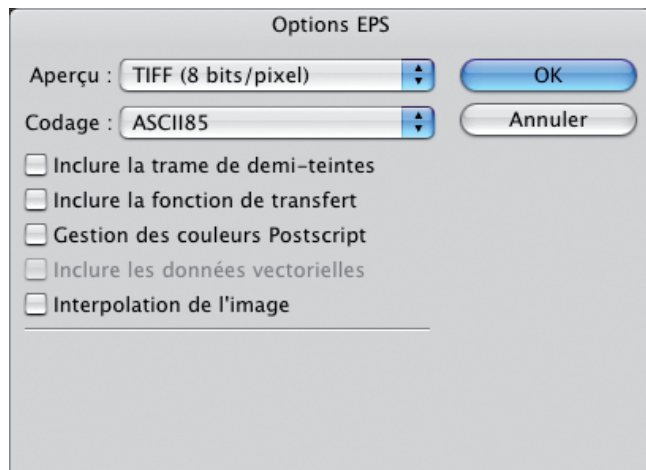 Options EPS
Aperçu : TIFF (8 bits/pixel) OK
Codage : ASCII85 Annuler
Inclure la trame de demi-teintes
Inclure la fonction de transfert
Gestion des couleurs Postscript
Inclure les données vectorielles
Interpolation de l'image